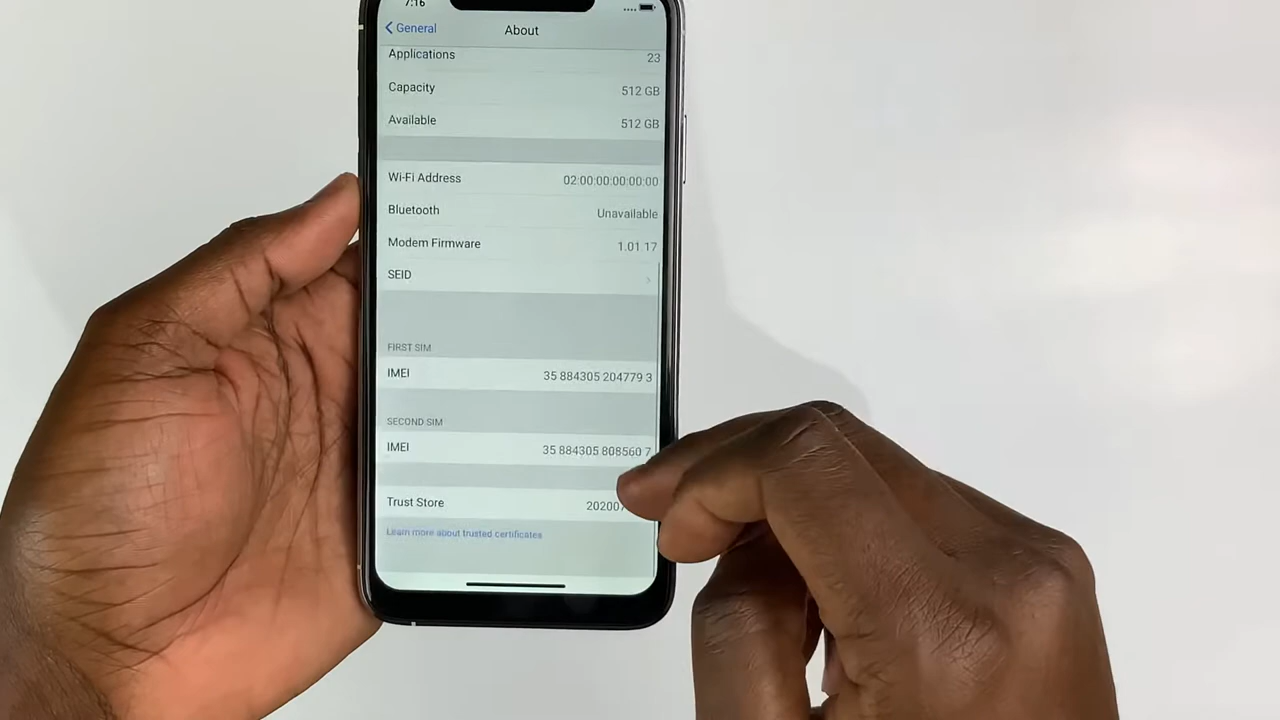 7:16
General
About
Applications 23
Capacity 512 GB
Available 512 GB
Wi-Fi Address 02:00:00:00:00:00
Bluetooth Unavailable
Modem Firmware 1.01 17
SEID
FIRST SIM
IMEI 35 884305 204779 3
SECOND SIM
IMEI 35 884305 808560 7
Trust Store
Learn more about trusted certificates